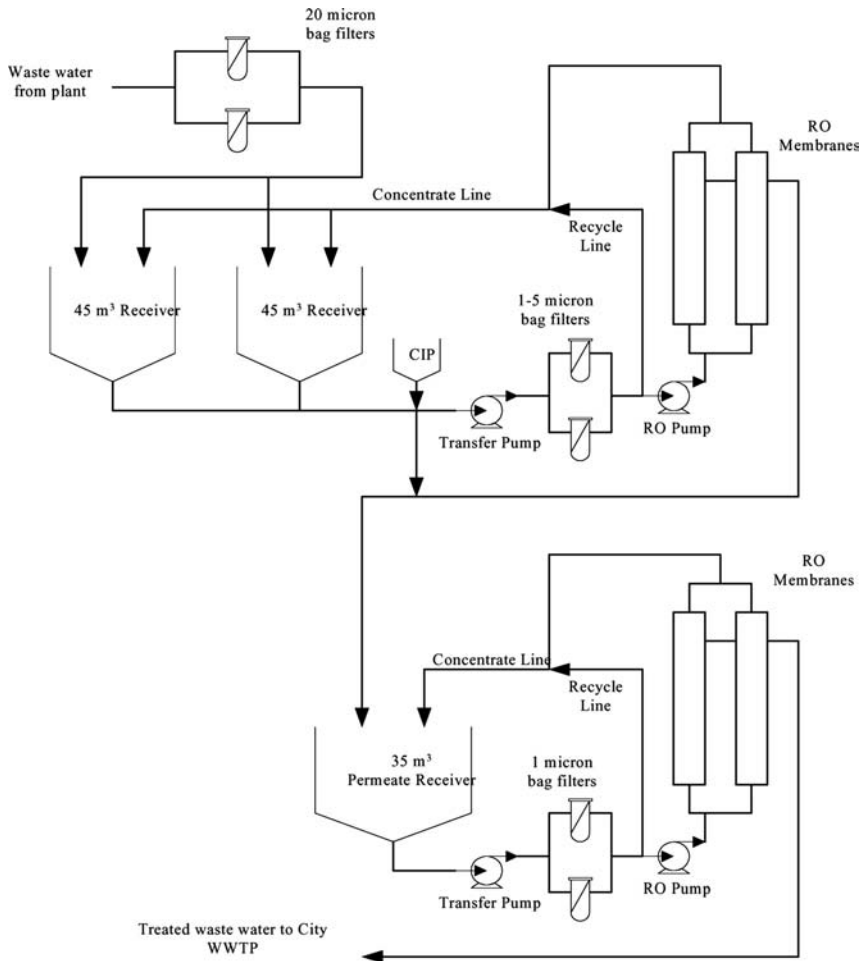 20 micron
bag filters
Waste water
from plant
RO
Membranes
Concentrate Line
Recycle
Line
45 m³ Receiver
45 m³ Receiver
1-5 micron
bag filters
CIP
Transfer Pump
RO Pump
RO
Membranes
Concentrate Line
Recycle
Line
35 m³
Permeate Receiver
1 micron
bag filters
Transfer Pump
RO Pump
Treated waste water to City
WWTP